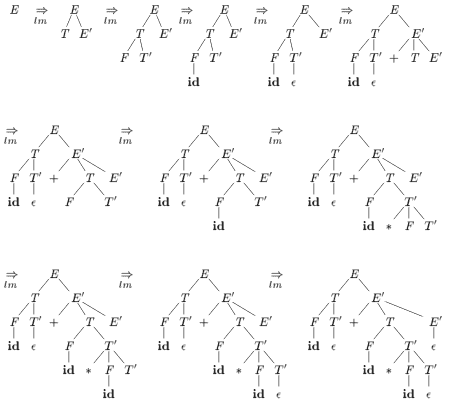 E ⇒ E ⇒ E ⇒ E ⇒ E ⇒ E
lm lm lm lm lm
T E′ T E′ T E′ T E′ T E′
F T′ F T′ F T′ F T′ + T E′
id id ϵ id ϵ
⇒ E ⇒ E ⇒ E
lm lm lm
T E′ T E′ T E′
F T′ + T E′ F T′ + T E′ F T′ + T E′
id ϵ F T′ id ϵ F T′ id ϵ F T′
id id * F T′
⇒ E ⇒ E ⇒ E
lm lm lm
T E′ T E′ T E′
F T′ + T E′ F T′ + T E′ F T′ + T E′
id ϵ F T′ id ϵ F T′ id ϵ F T′ ϵ
id * F T′ id * F T′ id * F T′
id id ϵ id ϵ